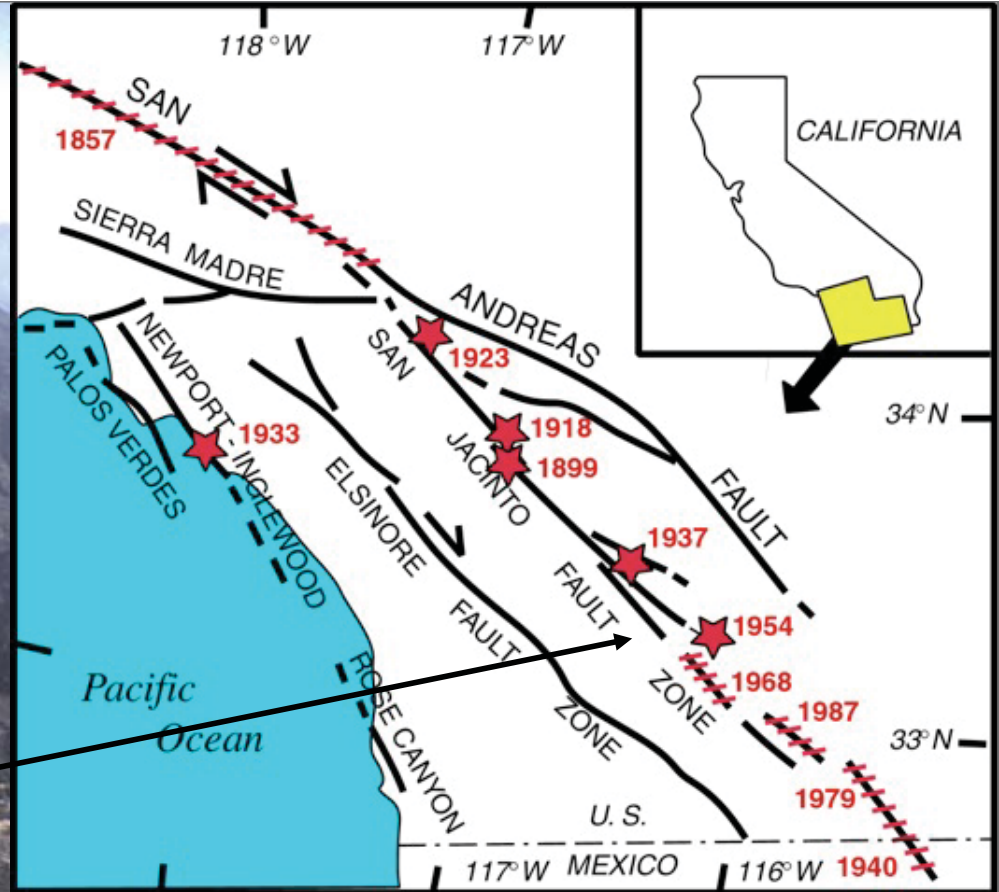 118°W
117°W
SAN
1857
CALIFORNIA
SIERRA MADRE
ANDREAS
SAN
1923
NEWPORT - INGLEWOOD
PALOS VERDES
34°N
1933
1918
JACINTO
1899
ELSINORE
FAULT
1937
FAULT
FAULT
1954
ROSE CANYON
Pacific
Ocean
ZONE
1968
ZONE
1987
33°N
1979
U. S.
MEXICO
117°W
116°W
1940